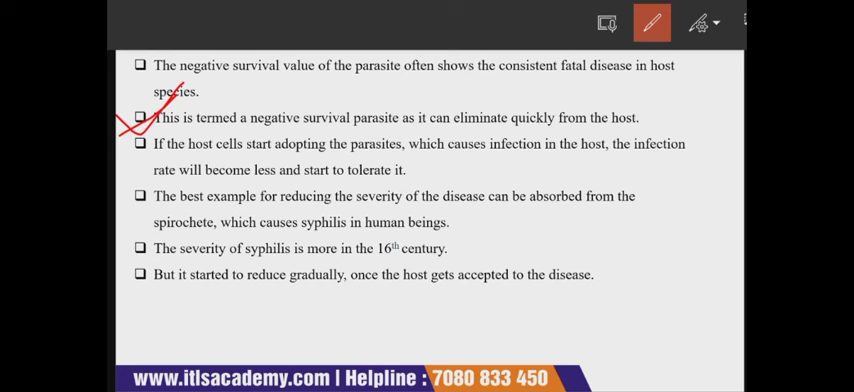 The negative survival value of the parasite often shows the consistent fatal disease in host
species.
This is termed a negative survival parasite as it can eliminate quickly from the host.
If the host cells start adopting the parasites, which causes infection in the host, the infection
rate will become less and start to tolerate it.
The best example for reducing the severity of the disease can be absorbed from the
spirochete, which causes syphilis in human beings.
The severity of syphilis is more in the 16th century.
But it started to reduce gradually, once the host gets accepted to the disease.
www.itlsacademy.com | Helpline : 7080 833 450